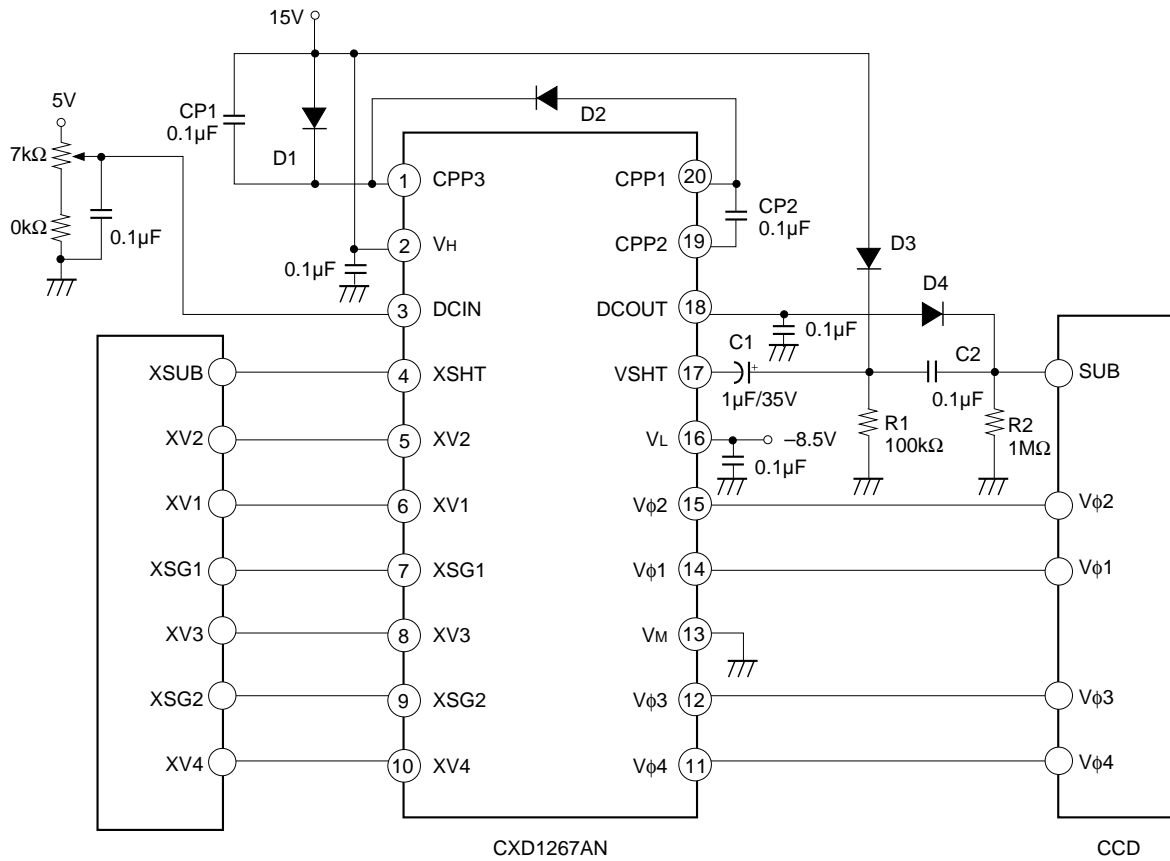 15V
5V
CP1
0.1µF
D1
D2
7kΩ
0kΩ
0.1µF
0.1µF
1 CPP3
2 VH
3 DCIN
4 XSHT
5 XV2
6 XV1
7 XSG1
8 XV3
9 XSG2
10 XV4
CPP1 20
CPP2 19
DCOUT 18
VSHT 17
VL 16
Vφ2 15
Vφ1 14
VM 13
Vφ3 12
Vφ4 11
CP2
0.1µF
D3
D4
0.1µF
C1
+
1µF/35V
C2
0.1µF
R1
100kΩ
R2
1MΩ
–8.5V
0.1µF
XSUB
XV2
XV1
XSG1
XV3
XSG2
XV4
SUB
Vφ2
Vφ1
Vφ3
Vφ4
CXD1267AN
CCD